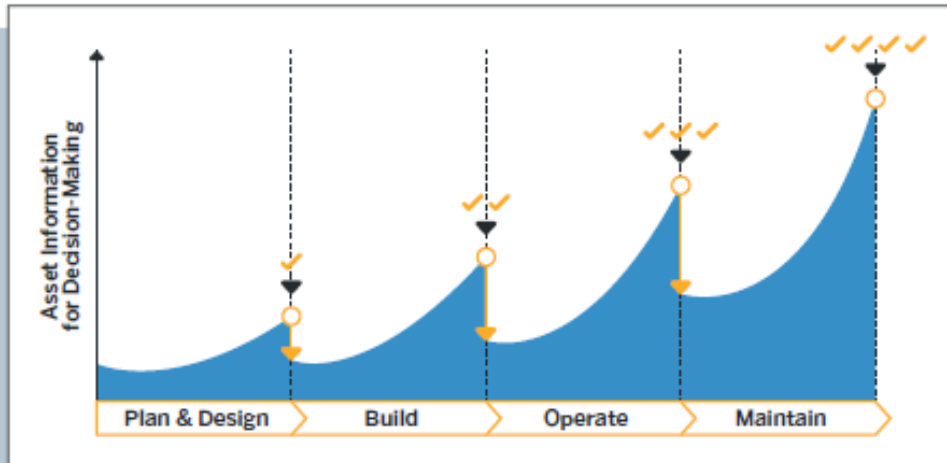 Asset Information
for Decision-Making
Plan & Design
Build
Operate
Maintain